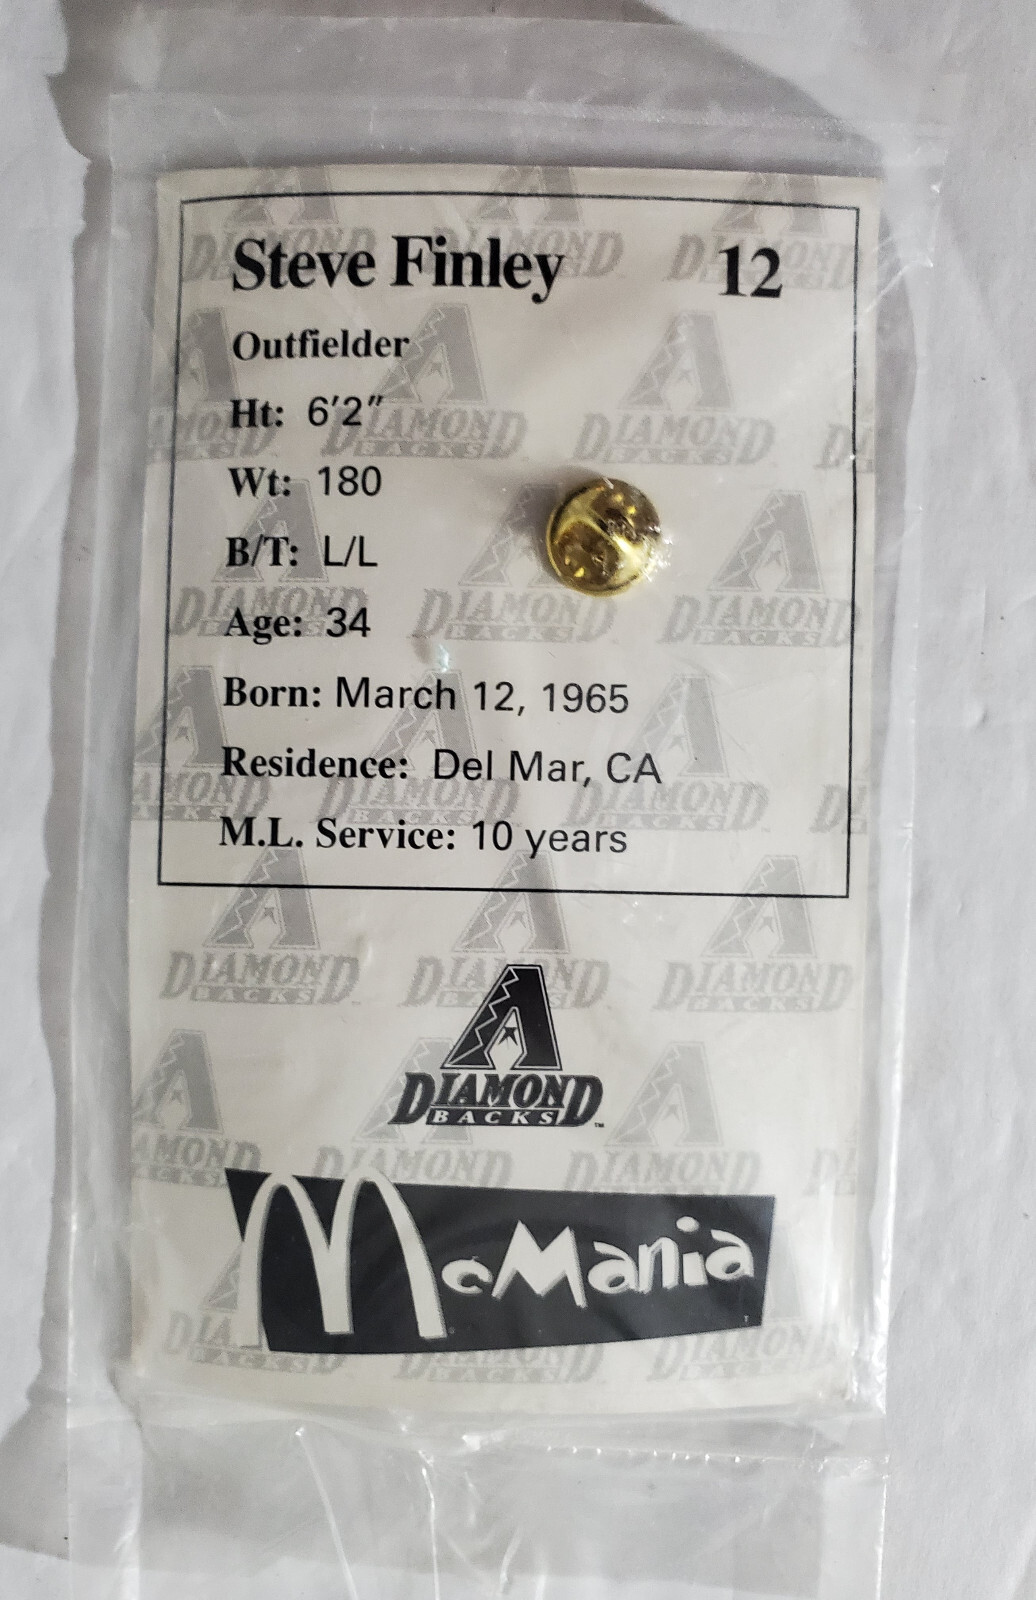 Steve Finley 12
Outfielder
Ht: 6'2"
Wt: 180
B/T: L/L
Age: 34
Born: March 12, 1965
Residence: Del Mar, CA
M.L. Service: 10 years
DIAMOND
BACKS™
McMania